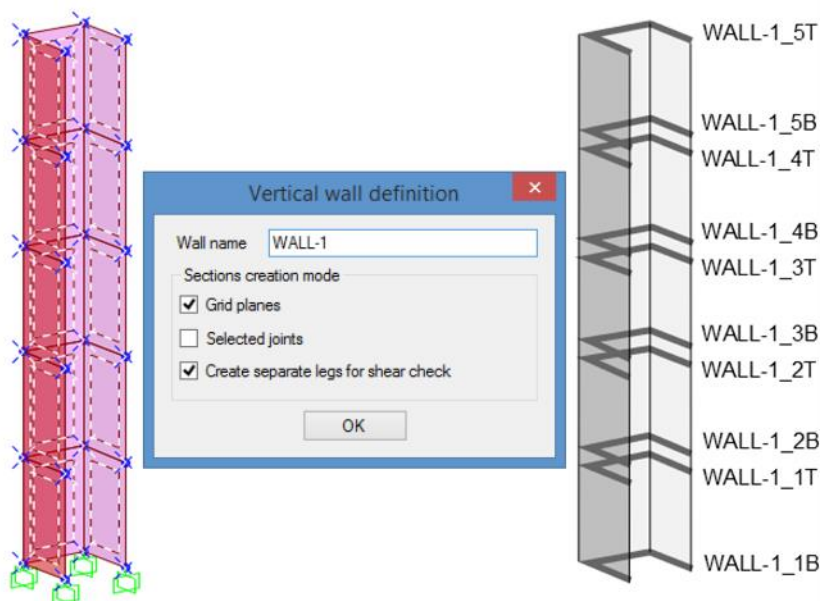 Vertical wall definition
Wall name
WALL-1
Sections creation mode
Grid planes
Selected joints
Create separate legs for shear check
OK
WALL-1_5T
WALL-1_5B
WALL-1_4T
WALL-1_4B
WALL-1_3T
WALL-1_3B
WALL-1_2T
WALL-1_2B
WALL-1_1T
WALL-1_1B